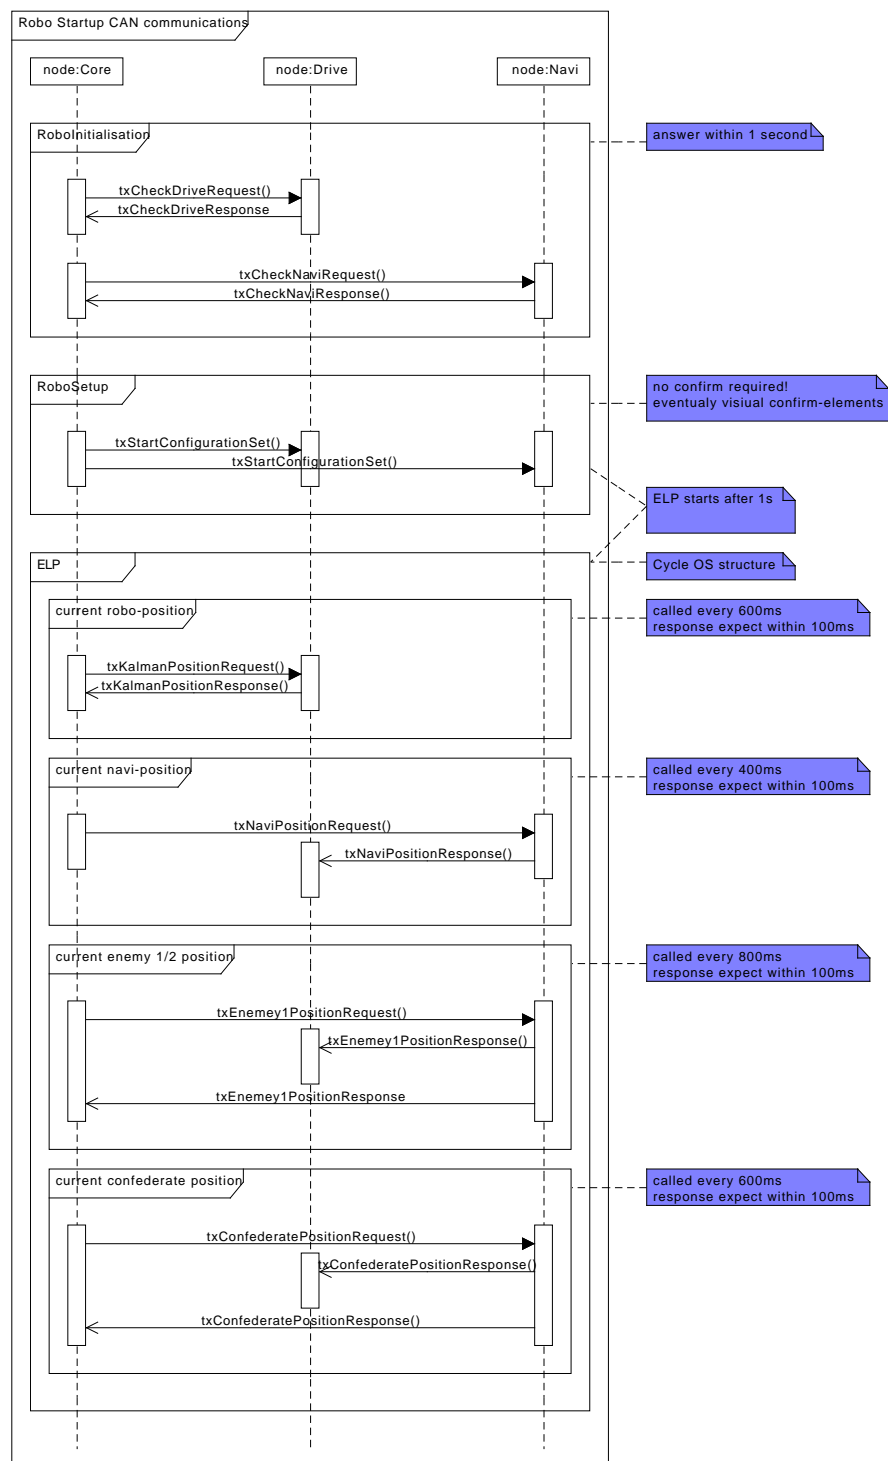 Robo Startup CAN communications
node:Core
node:Drive
node:Navi
RoboInitialisation
answer within 1 second
txCheckDriveRequest()
txCheckDriveResponse
txCheckNaviRequest()
txCheckNaviResponse()
RoboSetup
no confirm required!
eventualy visiual confirm-elements
txStartConfigurationSet()
txStartConfigurationSet()
ELP starts after 1s
ELP
Cycle OS structure
current robo-position
called every 600ms
response expect within 100ms
txKalmanPositionRequest()
txKalmanPositionResponse()
current navi-position
called every 400ms
response expect within 100ms
txNaviPositionRequest()
txNaviPositionResponse()
current enemy 1/2 position
called every 800ms
response expect within 100ms
txEnemey1PositionRequest()
txEnemey1PositionResponse()
txEnemey1PositionResponse
current confederate position
called every 600ms
response expect within 100ms
txConfederatePositionRequest()
txConfederatePositionResponse()
txConfederatePositionResponse()